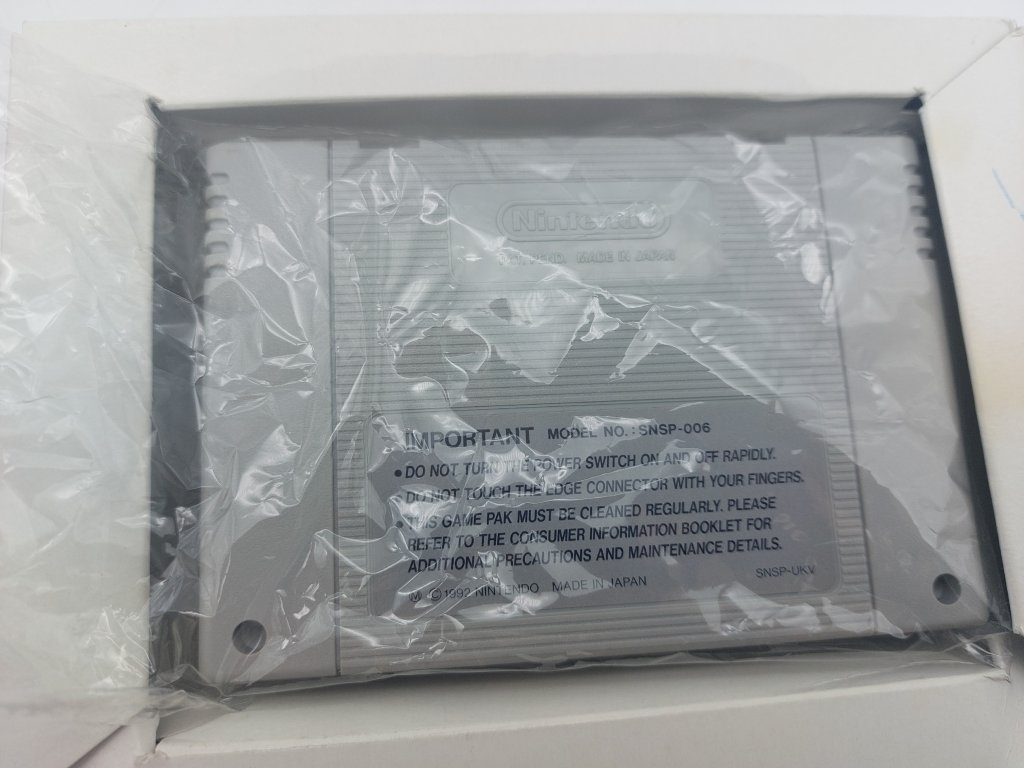 Nintendo
PAT. PEND. MADE IN JAPAN
IMPORTANT MODEL NO.: SNSP-006
• DO NOT TURN THE POWER SWITCH ON AND OFF RAPIDLY.
• DO NOT TOUCH THE EDGE CONNECTOR WITH YOUR FINGERS.
• THIS GAME PAK MUST BE CLEANED REGULARLY. PLEASE
REFER TO THE CONSUMER INFORMATION BOOKLET FOR
ADDITIONAL PRECAUTIONS AND MAINTENANCE DETAILS.
SNSP-UKV
Ⓜ ©1992 NINTENDO MADE IN JAPAN